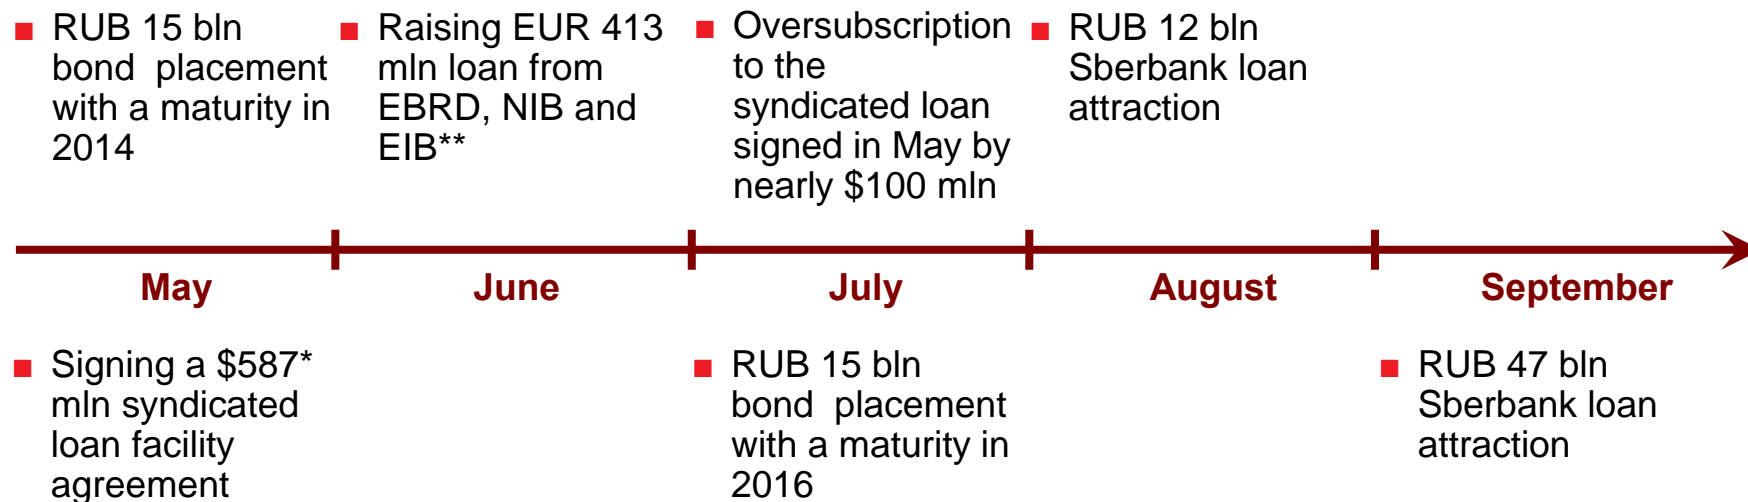 ■ RUB 15 bln
bond  placement
with a maturity in
2014
■ Raising EUR 413
mln loan from
EBRD, NIB and
EIB**
■ Oversubscription
to the
syndicated loan
signed in May by
nearly $100 mln
■ RUB 12 bln
Sberbank loan
attraction
May
June
July
August
September
■ Signing a $587*
mln syndicated
loan facility
agreement
■ RUB 15 bln
bond  placement
with a maturity in
2016
■ RUB 47 bln
Sberbank loan
attraction